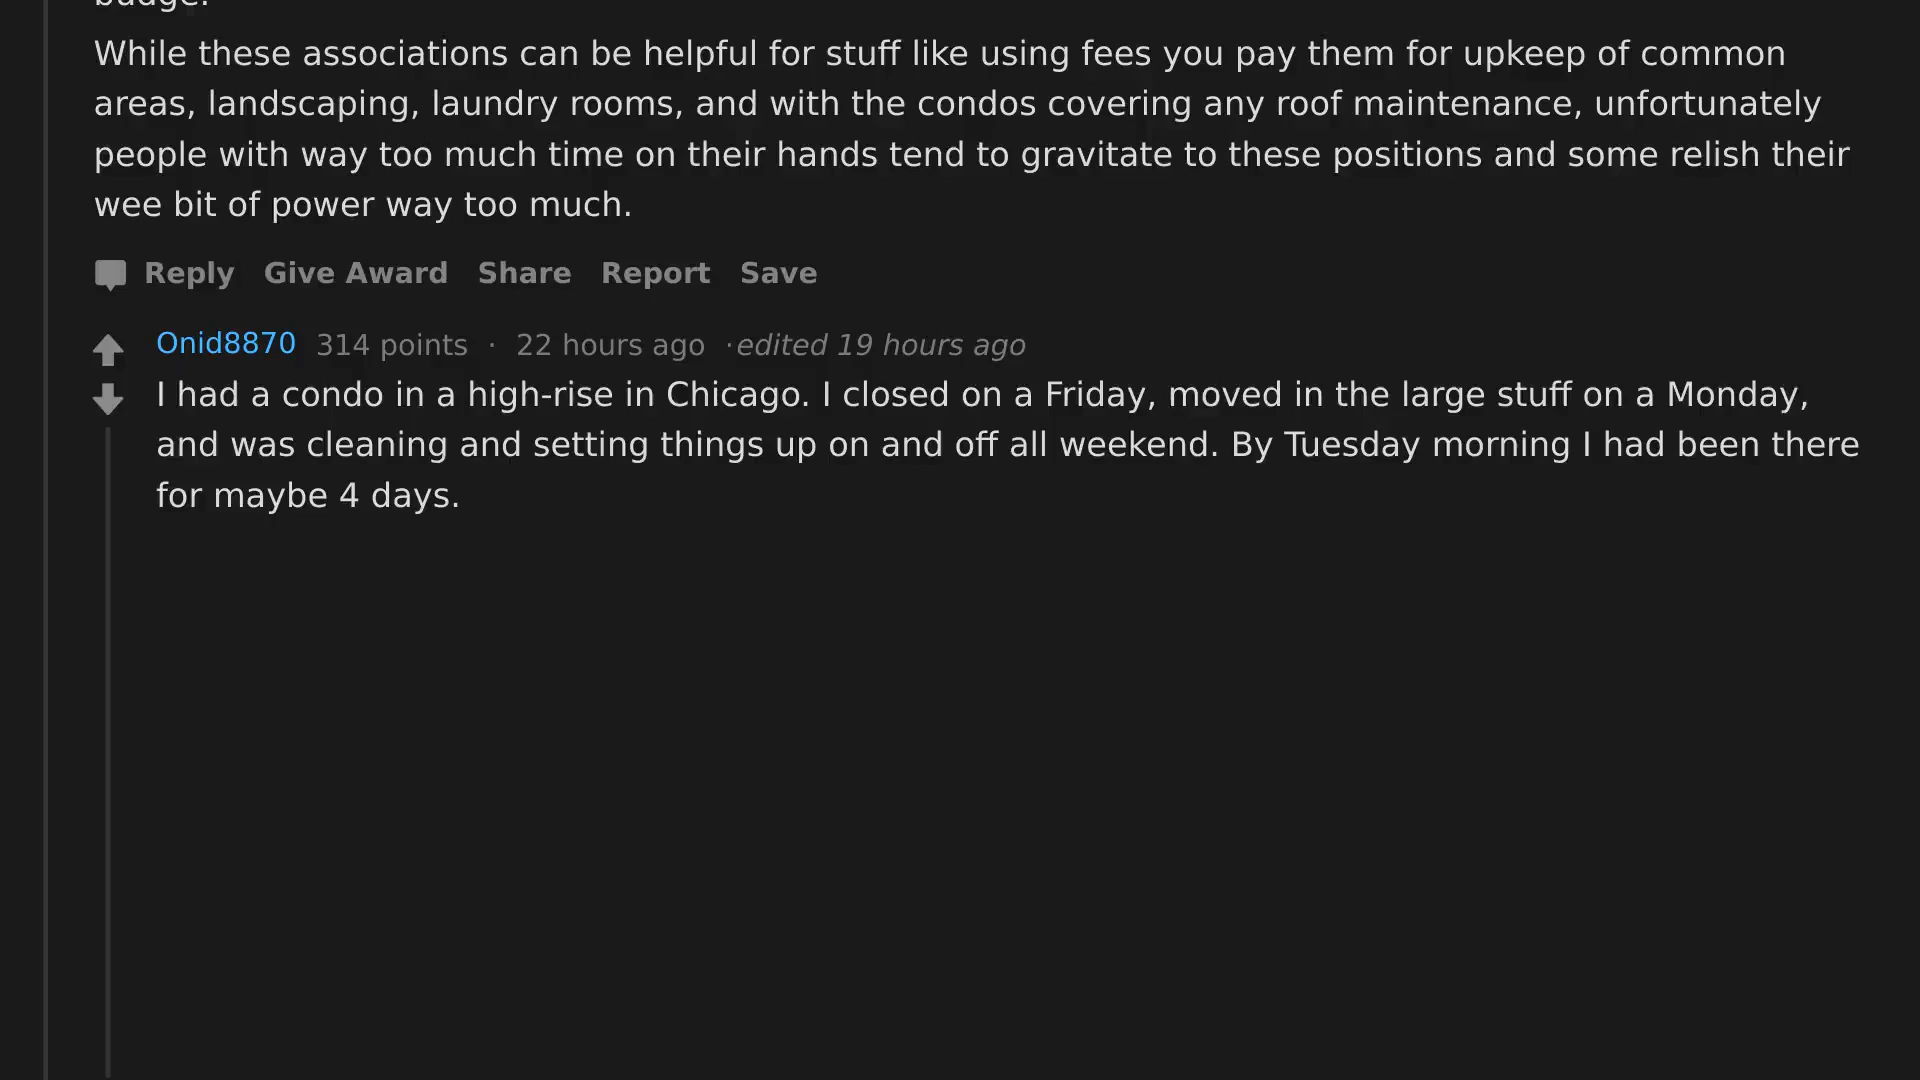 budge.
While these associations can be helpful for stuff like using fees you pay them for upkeep of common
areas, landscaping, laundry rooms, and with the condos covering any roof maintenance, unfortunately
people with way too much time on their hands tend to gravitate to these positions and some relish their
wee bit of power way too much.
Reply Give Award Share Report Save
Onid8870 314 points · 22 hours ago ·edited 19 hours ago
I had a condo in a high-rise in Chicago. I closed on a Friday, moved in the large stuff on a Monday,
and was cleaning and setting things up on and off all weekend. By Tuesday morning I had been there
for maybe 4 days.